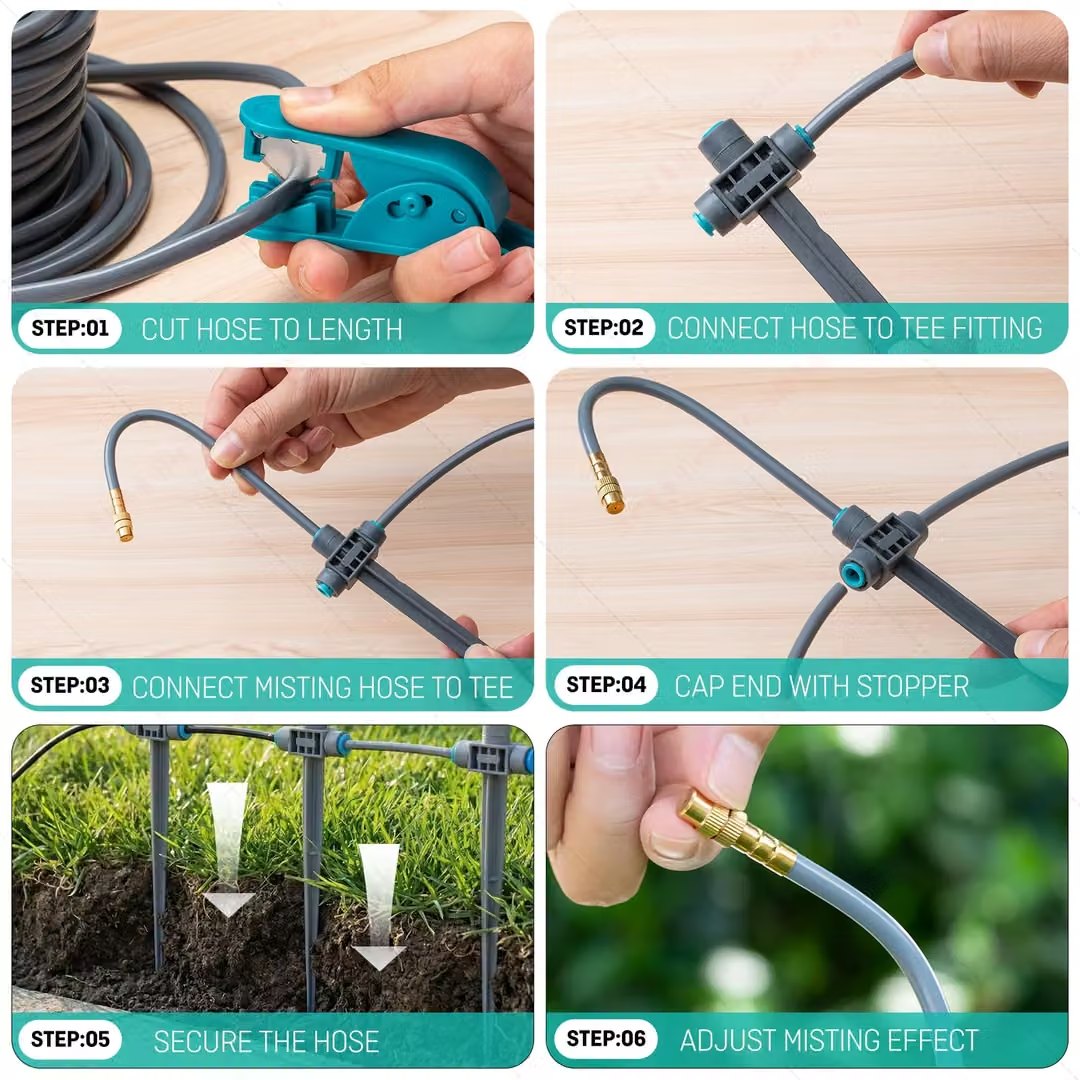 STEP:01 CUT HOSE TO LENGTH
STEP:02 CONNECT HOSE TO TEE FITTING
STEP:03 CONNECT MISTING HOSE TO TEE
STEP:04 CAP END WITH STOPPER
STEP:05 SECURE THE HOSE
STEP:06 ADJUST MISTING EFFECT